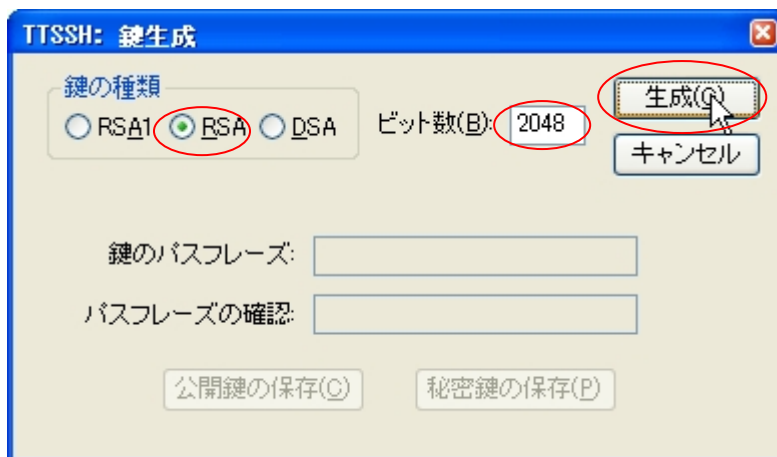 TTSSH: 鍵生成
鍵の種類
RSA1 RSA DSA
ビット数(B): 2048
生成(G)
キャンセル
鍵のパスフレーズ:
パスフレーズの確認:
公開鍵の保存(C) 秘密鍵の保存(P)